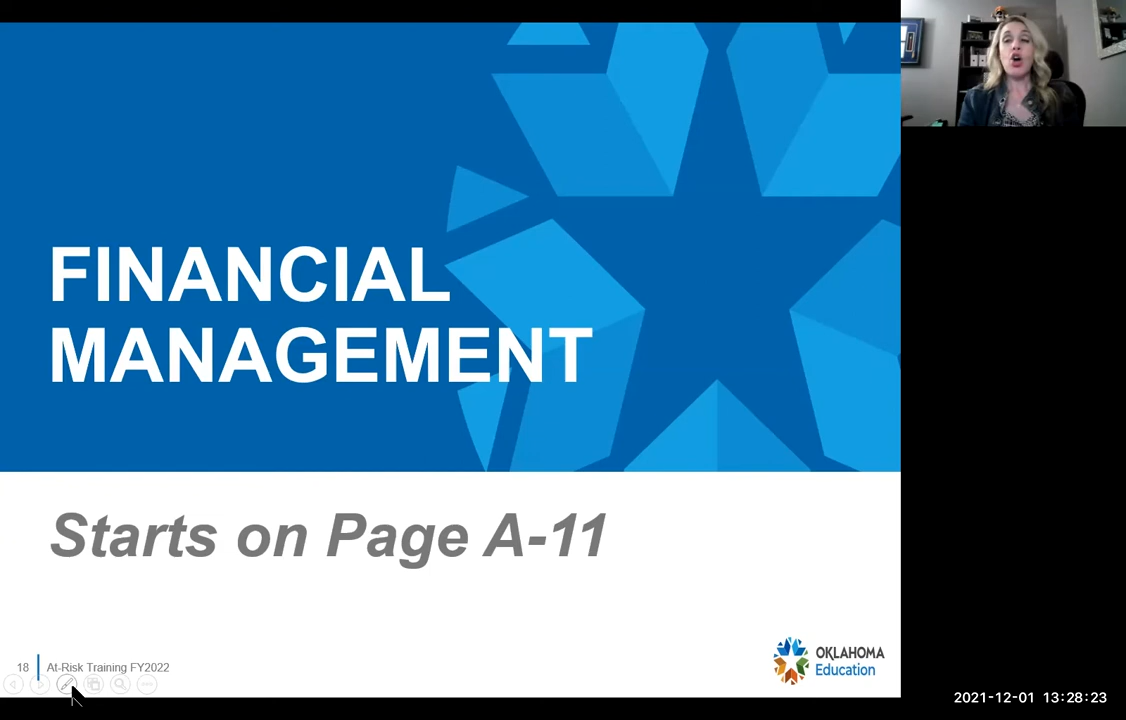 FINANCIAL
MANAGEMENT
Starts on Page A-11
18
At-Risk Training FY2022
OKLAHOMA
Education
2021-12-01 13:28:23